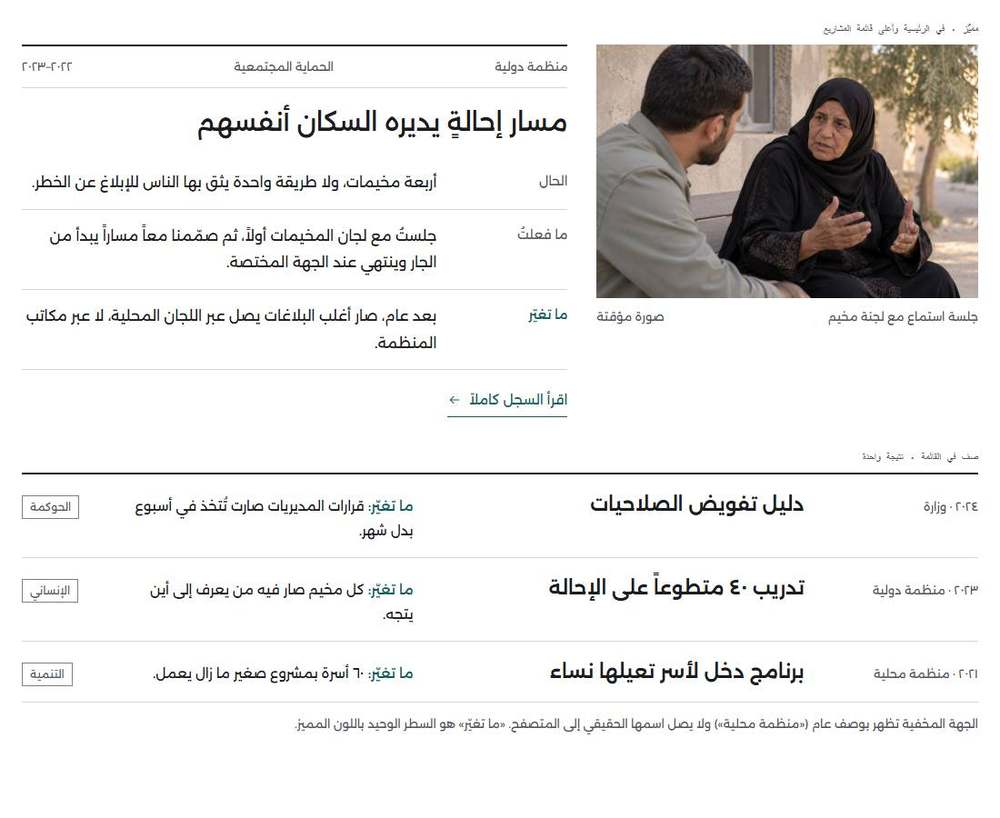 مميّز ・ في الرئيسية وأعلى قائمة المشاريع
جلسة استماع مع لجنة مخيم
صورة مؤقتة
منظمة دولية
الحماية المجتمعية
٢٠٢٢–٢٠٢٣
مسار إحالةٍ يديره السكان أنفسهم
الحال
أربعة مخيمات، ولا طريقة واحدة يثق بها الناس للإبلاغ عن الخطر.
ما فعلتُ
جلستُ مع لجان المخيمات أولاً، ثم صمّمنا معاً مساراً يبدأ من
الجار وينتهي عند الجهة المختصة.
ما تغيّر
بعد عام، صار أغلب البلاغات يصل عبر اللجان المحلية، لا عبر مكاتب
المنظمة.
اقرأ السجل كاملاً ←
صف في القائمة ・ نتيجة واحدة
٢٠٢٤ · وزارة
دليل تفويض الصلاحيات
ما تغيّر: قرارات المديريات صارت تُتخذ في أسبوع
بدل شهر.
الحوكمة
٢٠٢٣ · منظمة دولية
تدريب ٤٠ متطوعاً على الإحالة
ما تغيّر: كل مخيم صار فيه من يعرف إلى أين
يتجه.
الإنساني
٢٠٢١ · منظمة محلية
برنامج دخل لأسر تعيلها نساء
ما تغيّر: ٦٠ أسرة بمشروع صغير ما زال يعمل.
التنمية
الجهة المخفية تظهر بوصف عام («منظمة محلية») ولا يصل اسمها الحقيقي إلى المتصفح. «ما تغيّر» هو السطر الوحيد باللون المميز.